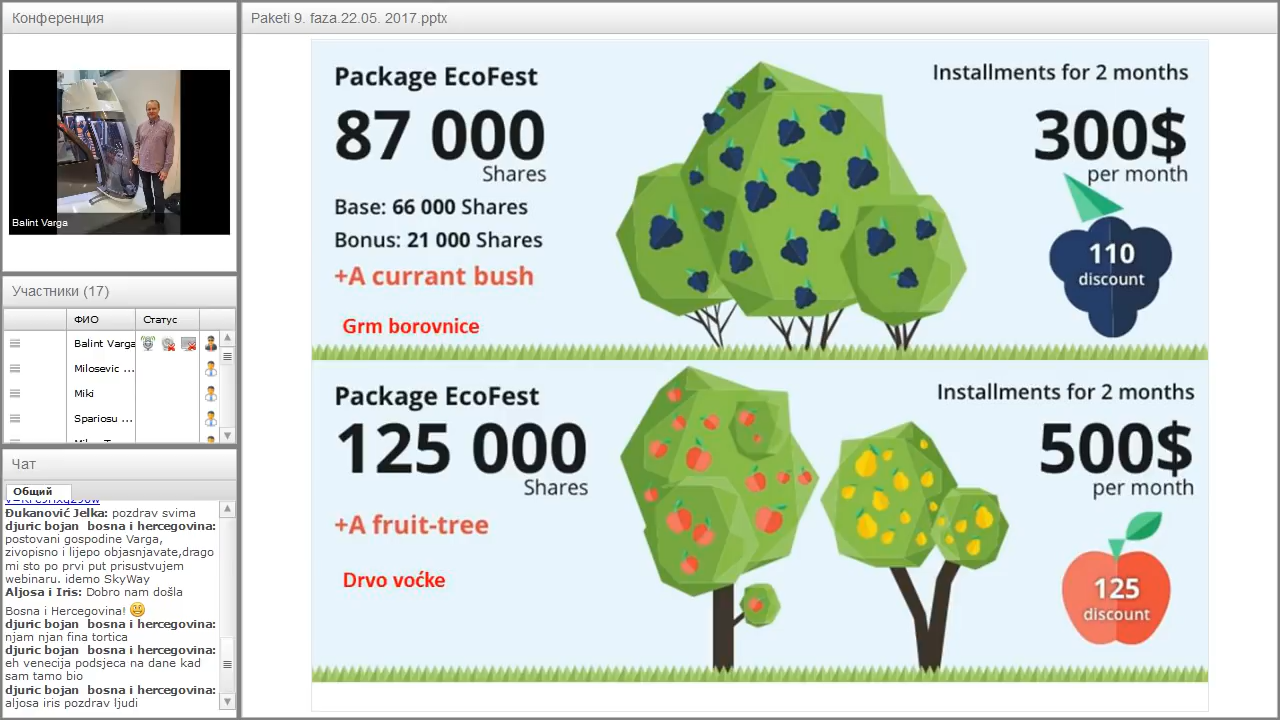 Конференция
Balint Varga
Участники (17)
ФИО
Статус
Balint Varga
Milosevic ...
Miki
Spariosu ...
Чат
Общий
Đukanović Jelka: pozdrav svima
djuric bojan bosna i hercegovina:
postovani gospodine Varga,
zivopisno i lijepo objasnjavate,drago
mi sto po prvi put prisustvujem
webinaru. idemo SkyWay
Aljosa i Iris: Dobro nam došla
Bosna i Hercegovina!
djuric bojan bosna i hercegovina:
njam njan fina tortica
djuric bojan bosna i hercegovina:
eh venecija podsjeca na dane kad
sam tamo bio
djuric bojan bosna i hercegovina:
aljosa iris pozdrav ljudi
Paketi 9. faza.22.05. 2017.pptx
Package EcoFest
87 000
Shares
Base: 66 000 Shares
Bonus: 21 000 Shares
+A currant bush
Grm borovnice
Installments for 2 months
300$
per month
110
discount
Package EcoFest
125 000
Shares
+A fruit-tree
Drvo voćke
Installments for 2 months
500$
per month
125
discount